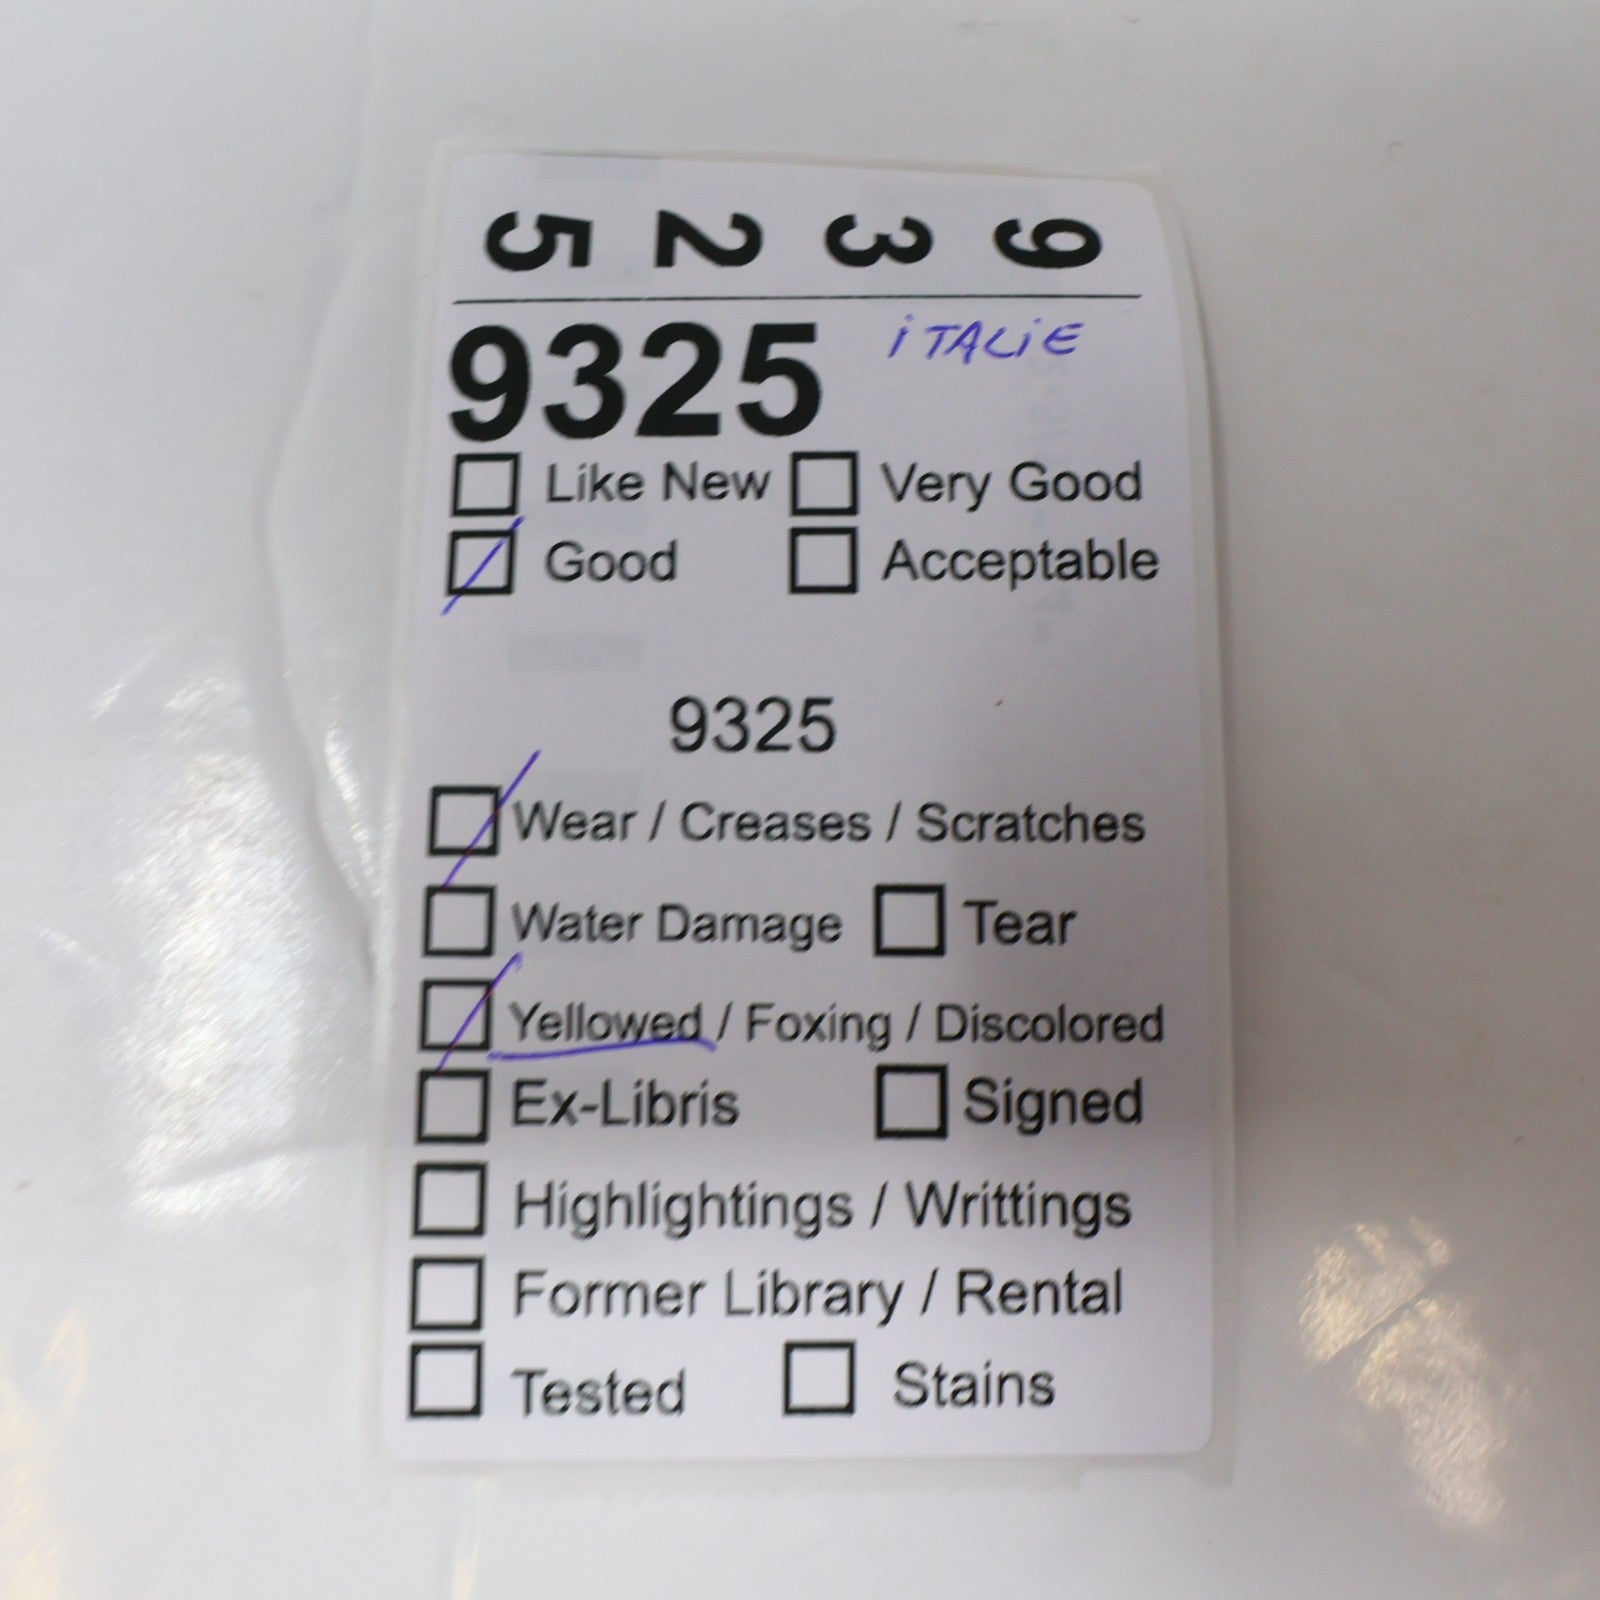 5 2 3 9
9325 iTALiE
Like New Very Good
Good Acceptable
9325
Wear / Creases / Scratches
Water Damage Tear
Yellowed / Foxing / Discolored
Ex-Libris Signed
Highlightings / Writtings
Former Library / Rental
Tested Stains